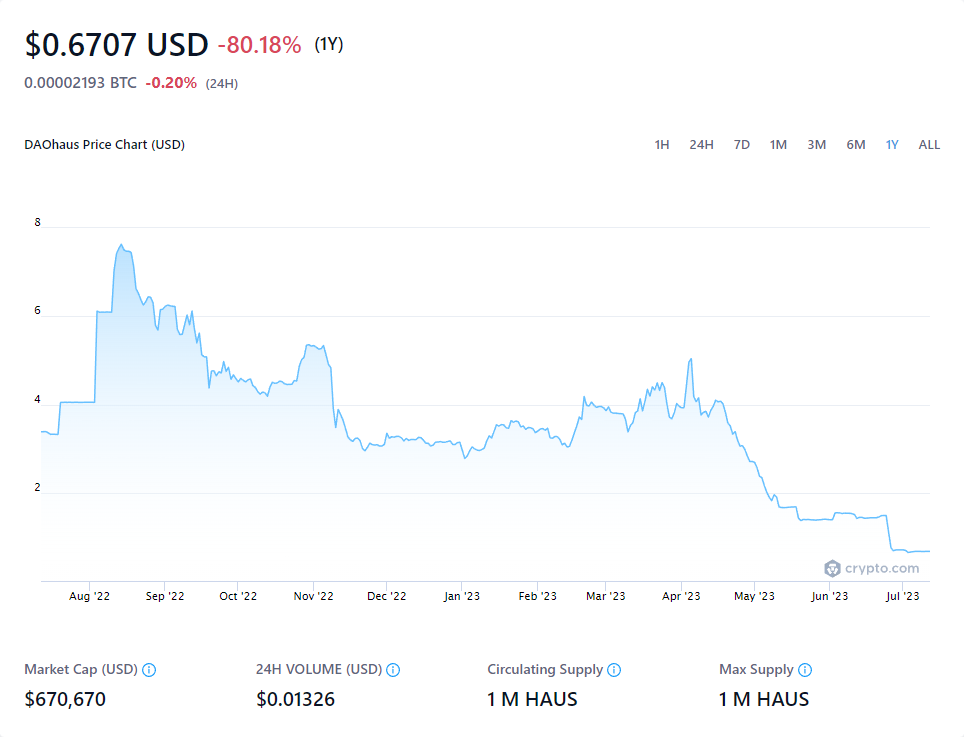 $0.6707 USD -80.18% (1Y)
0.00002193 BTC -0.20% (24H)
DAOhaus Price Chart (USD) 1H 24H 7D 1M 3M 6M 1Y ALL
8
6
4
2
crypto.com
Aug '22 Sep '22 Oct '22 Nov '22 Dec '22 Jan '23 Feb '23 Mar '23 Apr '23 May '23 Jun '23 Jul '23
Market Cap (USD) 24H VOLUME (USD) Circulating Supply Max Supply
$670,670 $0.01326 1 M HAUS 1 M HAUS